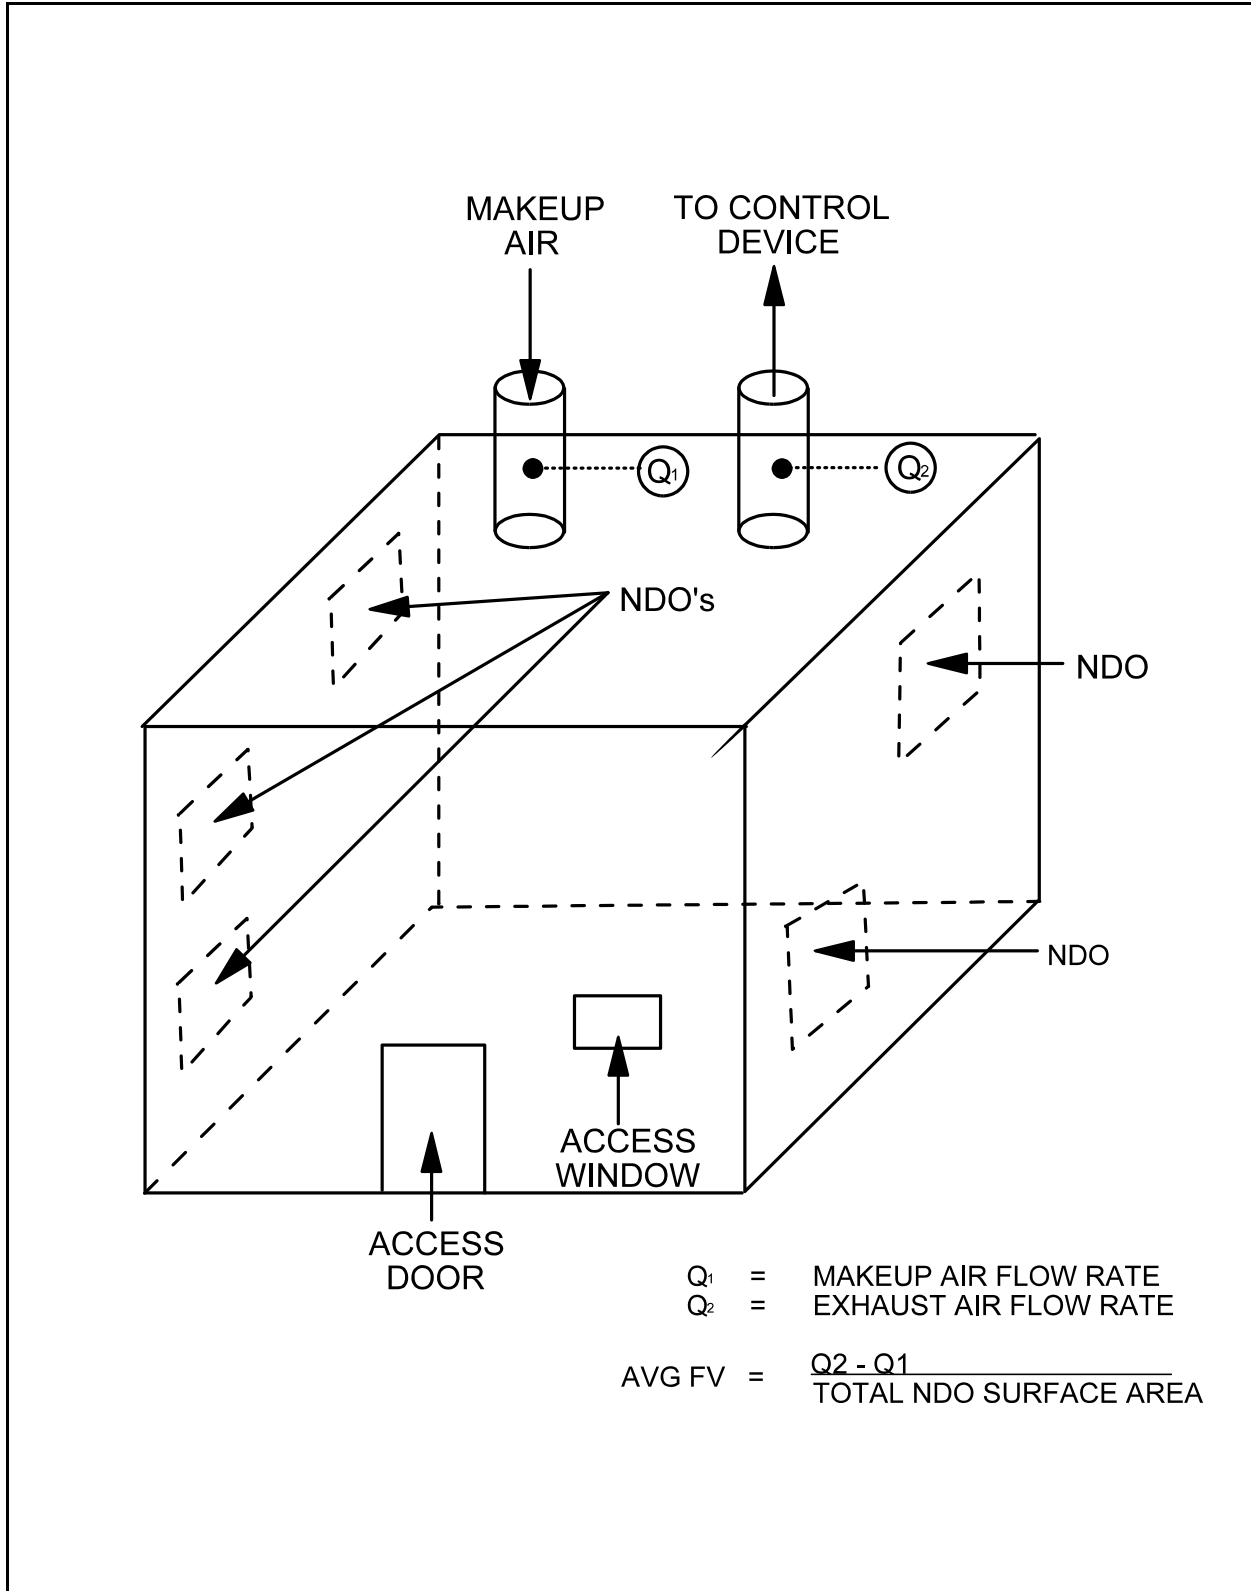 MAKEUP
AIR
TO CONTROL
DEVICE
Q1
Q2
NDO's
NDO
NDO
ACCESS
WINDOW
ACCESS
DOOR
Q1 = MAKEUP AIR FLOW RATE
Q2 = EXHAUST AIR FLOW RATE
Q2 - Q1
AVG FV =
TOTAL NDO SURFACE AREA